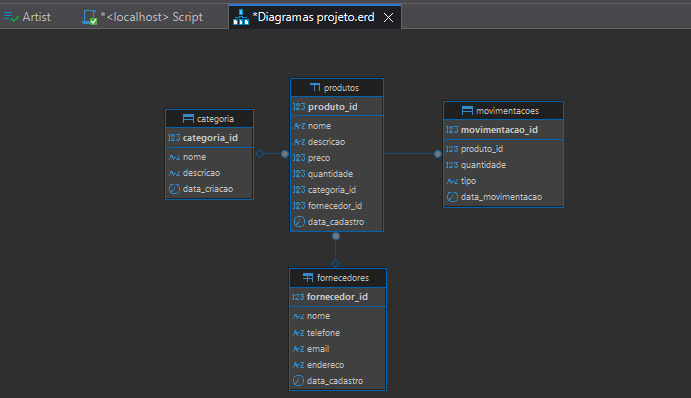 Artist
*<localhost> Script
*Diagramas projeto.erd
produtos
123 produto_id
A-Z nome
A-Z descricao
123 preco
123 quantidade
123 categoria_id
123 fornecedor_id
data_cadastro
categoria
123 categoria_id
A-Z nome
A-Z descricao
data_criacao
movimentacoes
123 movimentacao_id
123 produto_id
123 quantidade
A-Z tipo
data_movimentacao
fornecedores
123 fornecedor_id
A-Z nome
A-Z telefone
A-Z email
A-Z endereco
data_cadastro